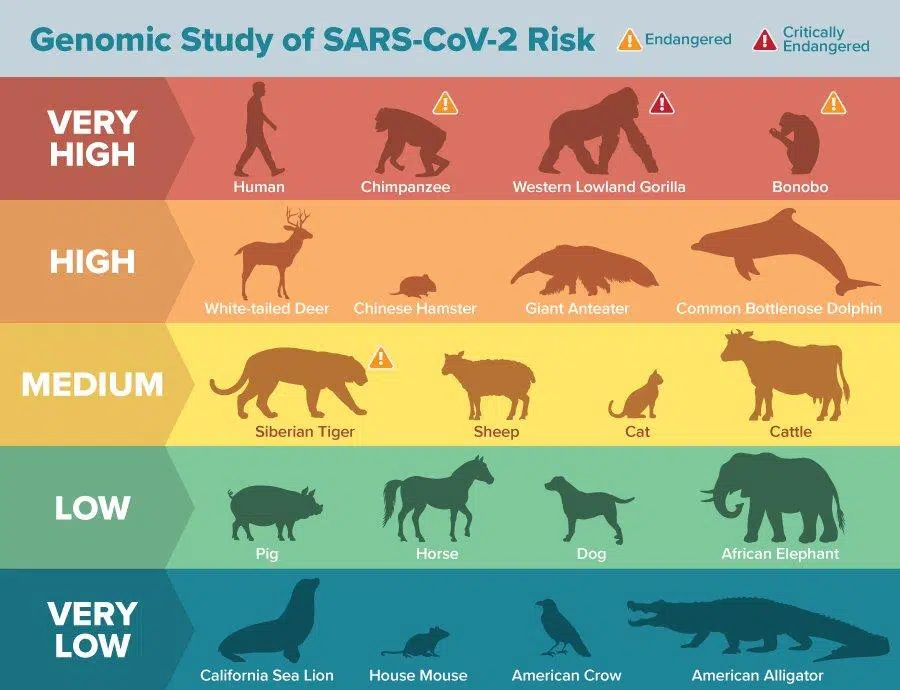 Genomic Study of SARS-CoV-2 Risk
Endangered
Critically
Endangered
VERY
HIGH
Human
Chimpanzee
Western Lowland Gorilla
Bonobo
HIGH
White-tailed Deer
Chinese Hamster
Giant Anteater
Common Bottlenose Dolphin
MEDIUM
Siberian Tiger
Sheep
Cat
Cattle
LOW
Pig
Horse
Dog
African Elephant
VERY
LOW
California Sea Lion
House Mouse
American Crow
American Alligator